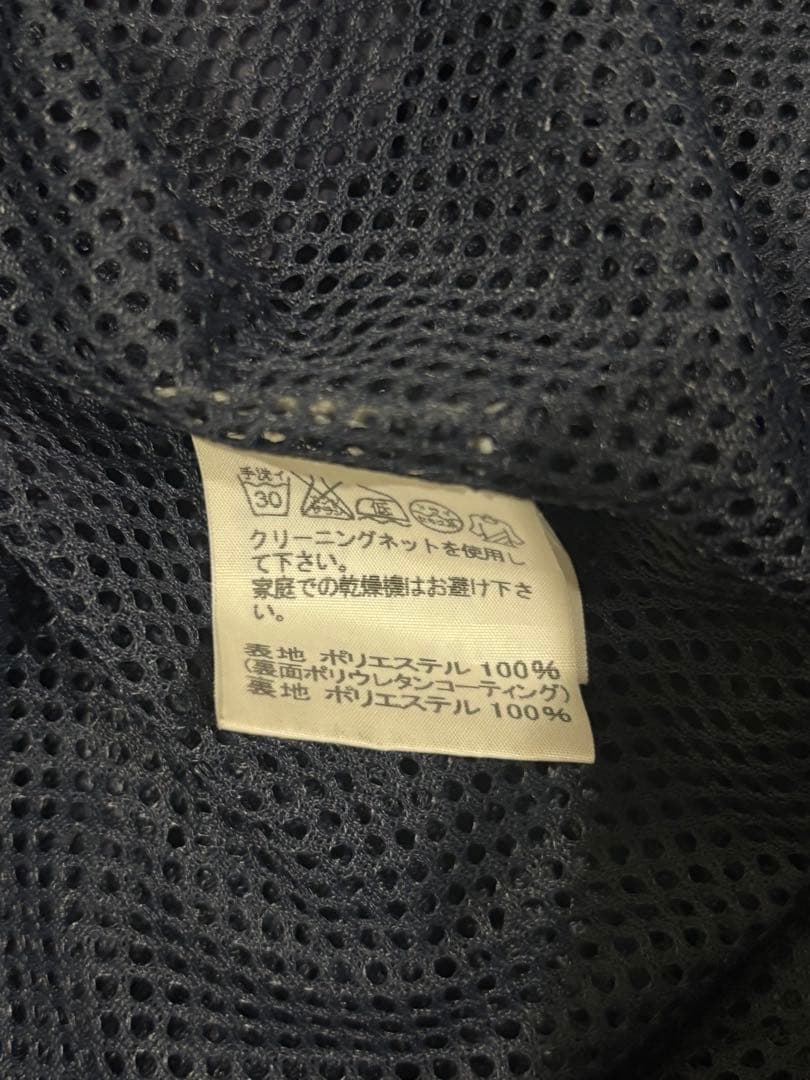 手洗イ
30
低
クリーニングネットを使用し
て下さい。
家庭での乾燥機はお避け下さ
い。
表地 ポリエステル 100%
(裏面ポリウレタンコーティング)
裏地 ポリエステル 100%